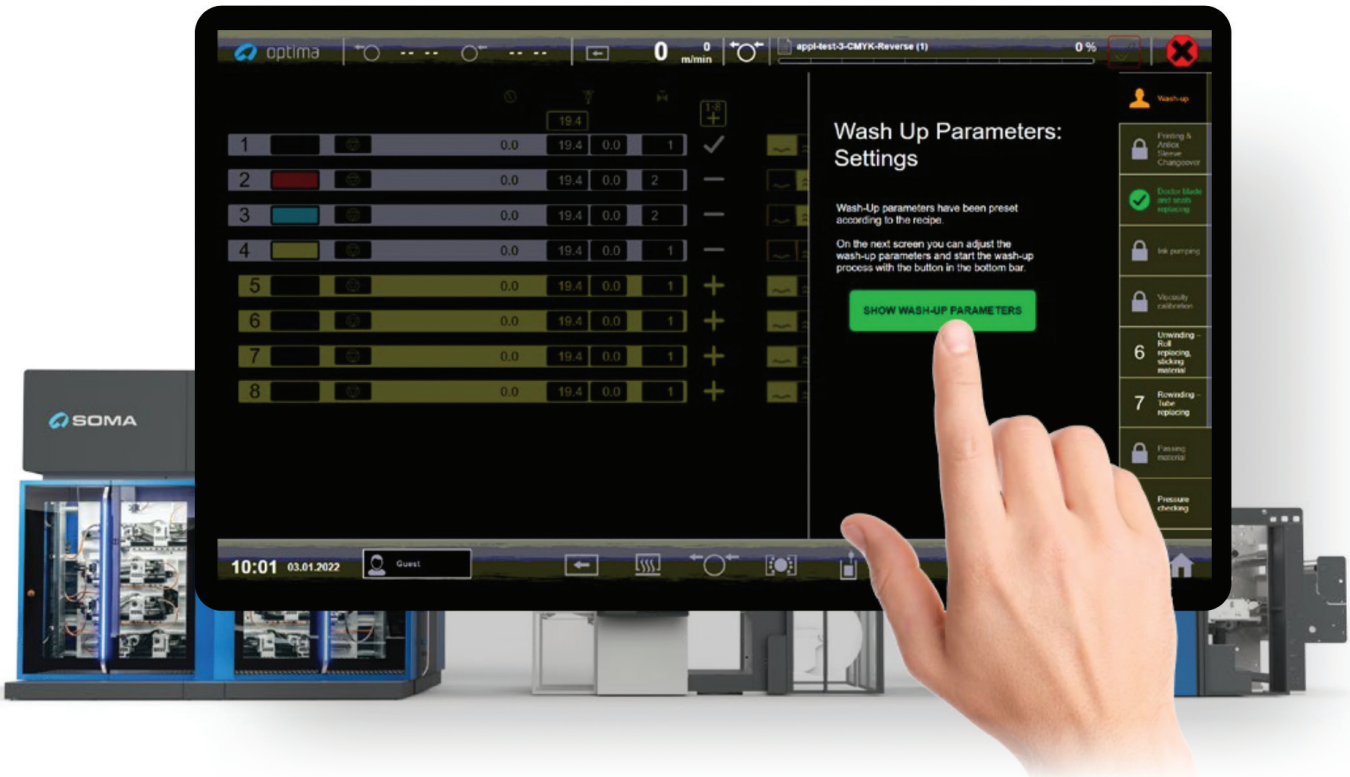 optima
-- --
-- --
0
0
m/min
appl-test-3-CMYK-Reverse (1)
0 %
19.4
1-8
1 0.0 19.4 0.0 1
2 0.0 19.4 0.0 2
3 0.0 19.4 0.0 2
4 0.0 19.4 0.0 1
5 0.0 19.4 0.0 1
6 0.0 19.4 0.0 1
7 0.0 19.4 0.0 1
8 0.0 19.4 0.0 1
Wash Up Parameters:
Settings
Wash-Up parameters have been preset
according to the recipe.
On the next screen you can adjust the
wash-up parameters and start the wash-up
process with the button in the bottom bar.
SHOW WASH-UP PARAMETERS
Wash-up
Printing &
Anilox
Sleeve
Changeover
Doctor blade
and seals
replacing
Ink pumping
Viscosity
calibration
6
Unwinding –
Roll
replacing,
sticking
material
7
Rewinding –
Tube
replacing
Passing
material
Pressure
checking
10:01 03.01.2022
Guest
SOMA